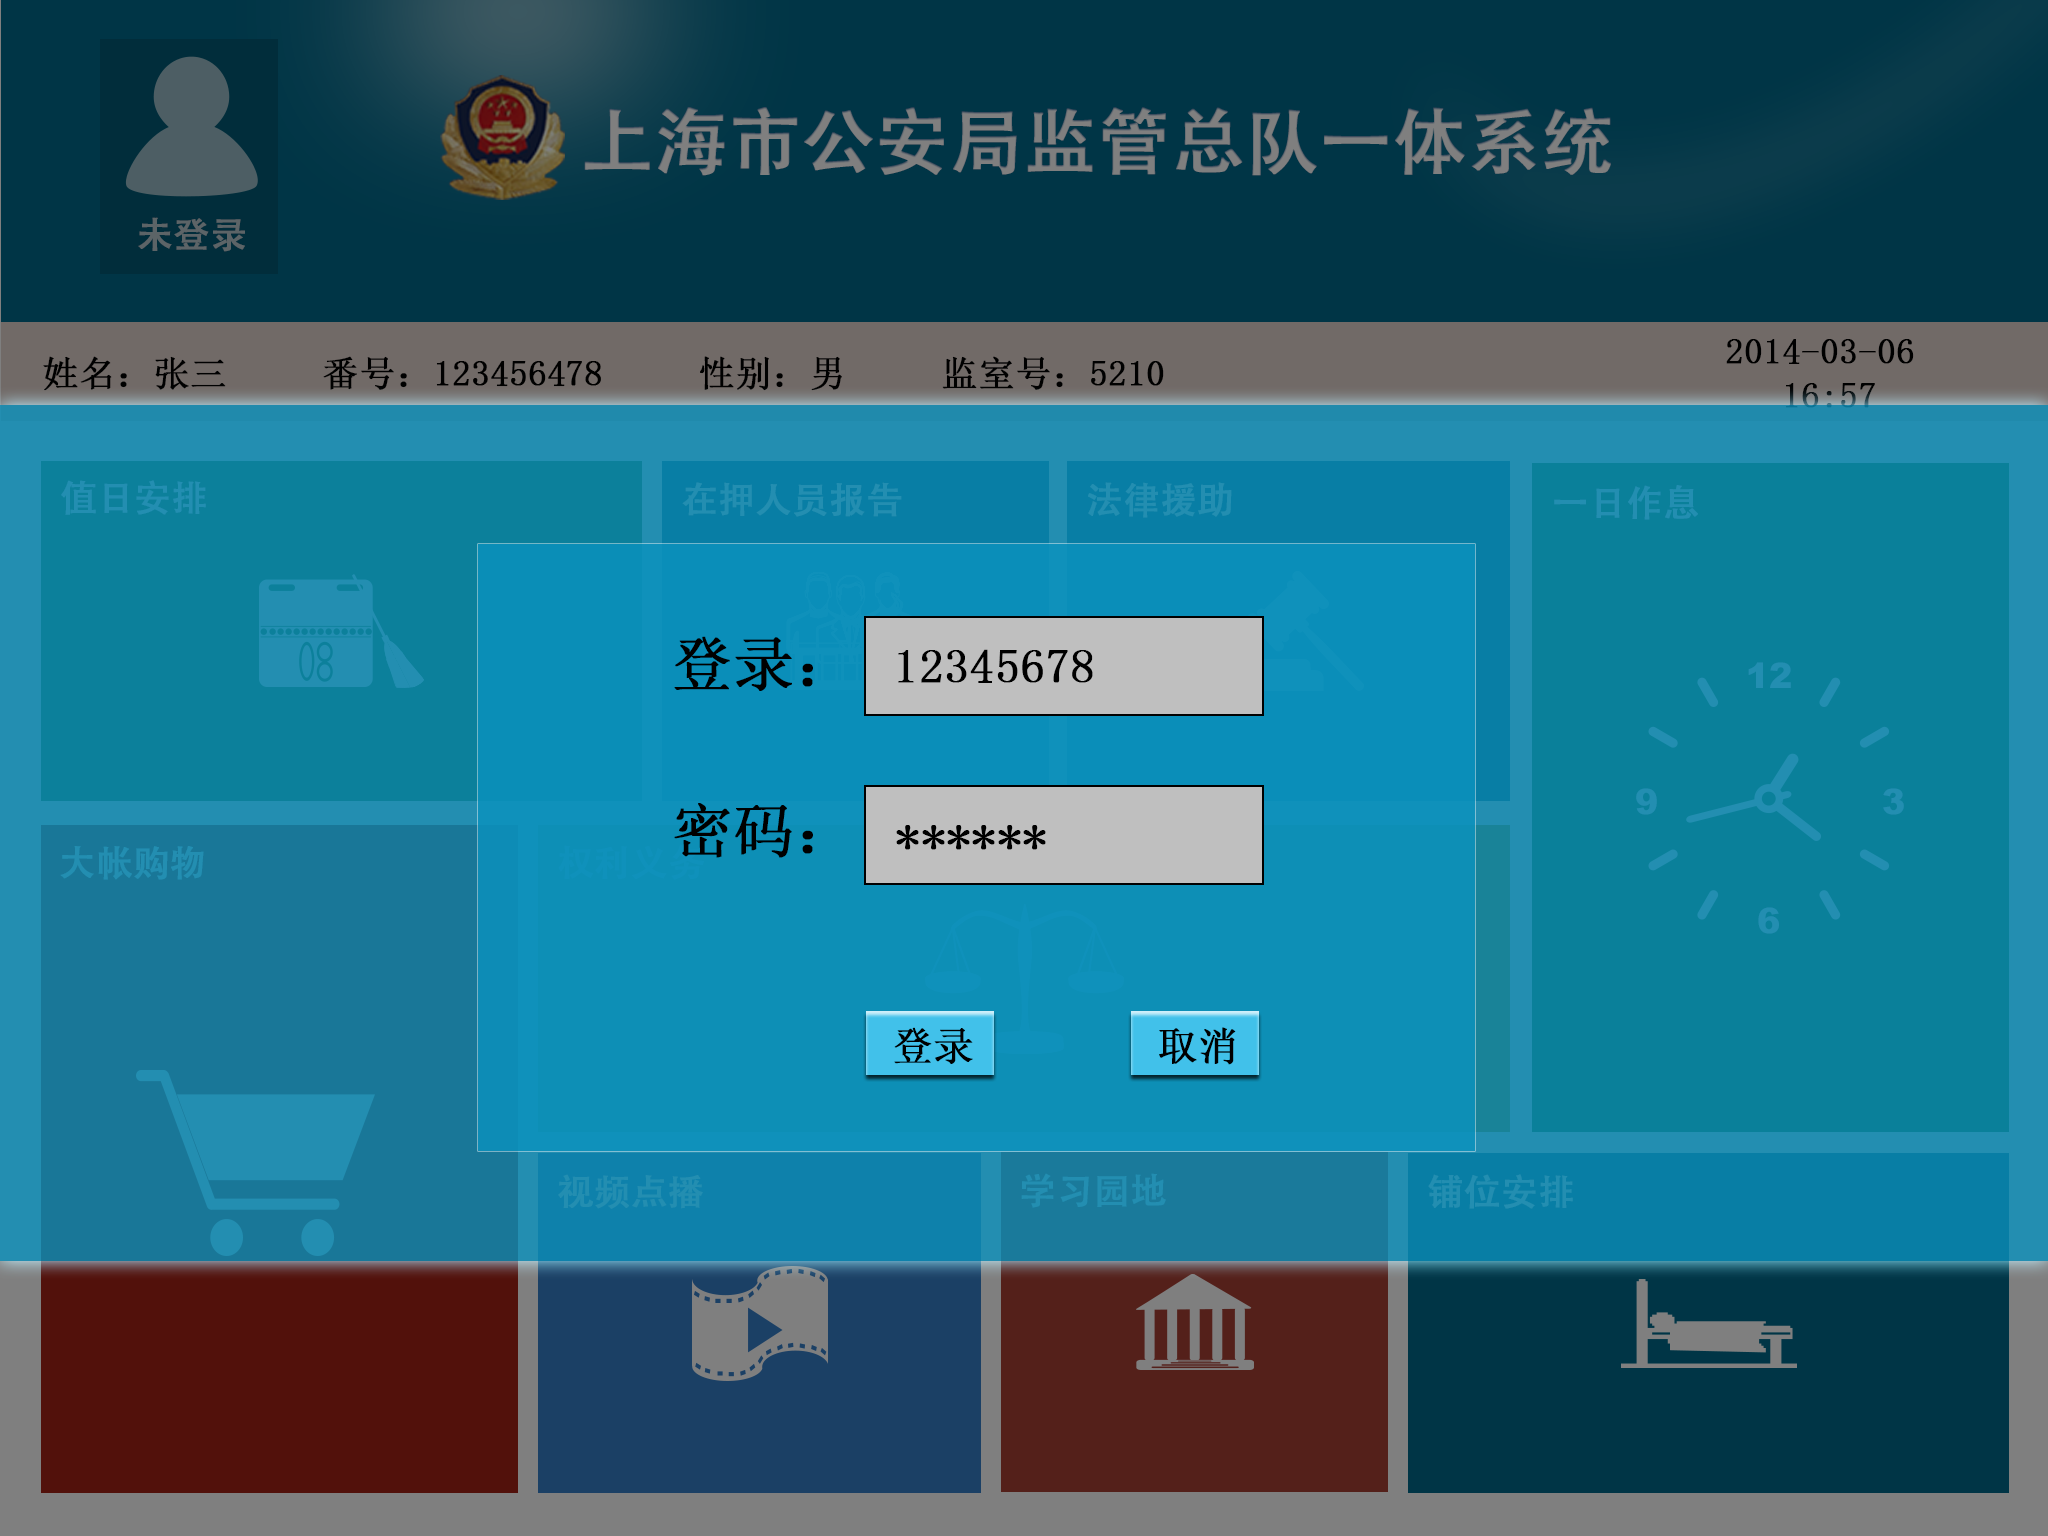 上海市公安局监管总队一体系统
未登录
姓名：张三 番号：123456478 性别：男 监室号：5210
2014-03-06
16:57
值日安排
在押人员报告
法律援助
一日作息
08
登录：
12345678
密码：
******
登录
取消
12
9
3
6
大帐购物
权利义务
视频点播
学习园地
铺位安排